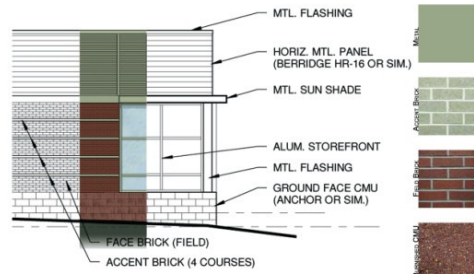 MTL. FLASHING
HORIZ. MTL. PANEL
(BERRIDGE HR-16 OR SIM.)
MTL. SUN SHADE
ALUM. STOREFRONT
MTL. FLASHING
GROUND FACE CMU
(ANCHOR OR SIM.)
FACE BRICK (FIELD)
ACCENT BRICK (4 COURSES)
METAL
ACCENT BRICK
FIELD BRICK
CMU